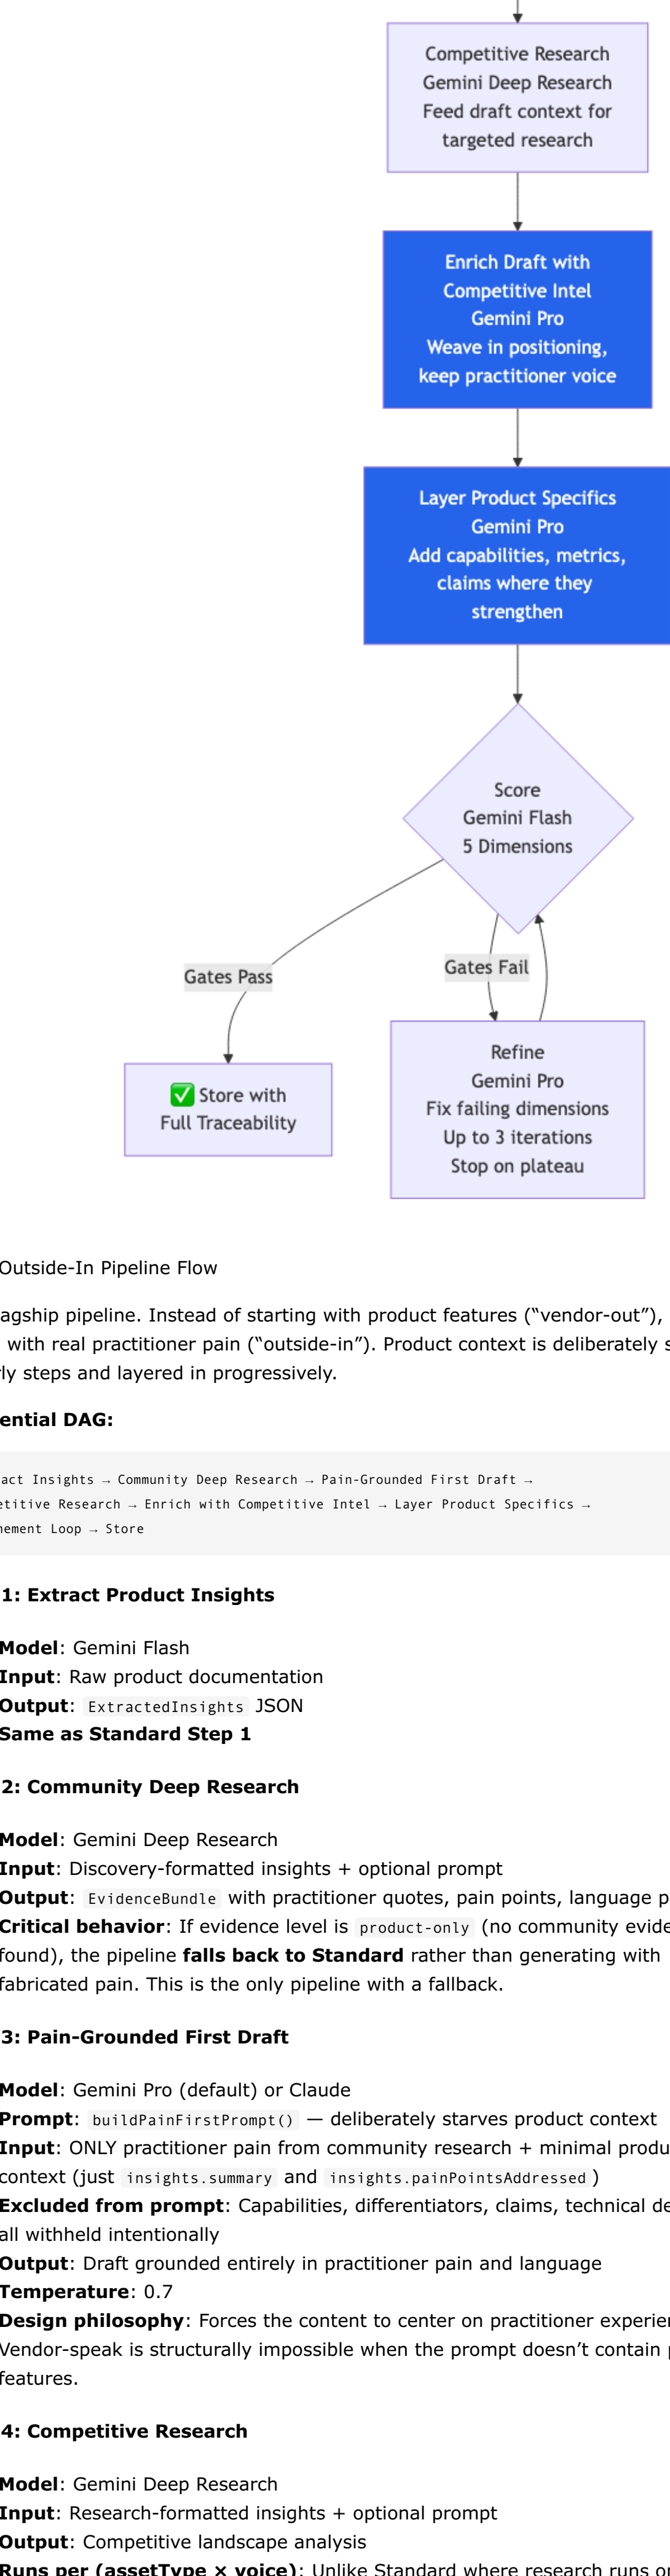 Competitive Research
Gemini Deep Research
Feed draft context for
targeted research
Enrich Draft with
Competitive Intel
Gemini Pro
Weave in positioning,
keep practitioner voice
Layer Product Specifics
Gemini Pro
Add capabilities, metrics,
claims where they
strengthen
Score
Gemini Flash
5 Dimensions
Gates Pass
Gates Fail
✅ Store with
Full Traceability
Refine
Gemini Pro
Fix failing dimensions
Up to 3 iterations
Stop on plateau
Outside-In Pipeline Flow
pipeline. Instead of starting with product features (“vendor-out”),
with real practitioner pain (“outside-in”). Product context is deliberately
steps and layered in progressively.
DAG:
Insights → Community Deep Research → Pain-Grounded First Draft →
Research → Enrich with Competitive Intel → Layer Product Specifics →
Loop → Store
1: Extract Product Insights
Model: Gemini Flash
Input: Raw product documentation
Output: ExtractedInsights JSON
Same as Standard Step 1
2: Community Deep Research
Model: Gemini Deep Research
Input: Discovery-formatted insights + optional prompt
Output: EvidenceBundle with practitioner quotes, pain points, language
Critical behavior: If evidence level is product-only (no community
found), the pipeline falls back to Standard rather than generating with
fabricated pain. This is the only pipeline with a fallback.
3: Pain-Grounded First Draft
Model: Gemini Pro (default) or Claude
Prompt: buildPainFirstPrompt() — deliberately starves product context
Input: ONLY practitioner pain from community research + minimal
context (just insights.summary and insights.painPointsAddressed)
Excluded from prompt: Capabilities, differentiators, claims, technical
all withheld intentionally
Output: Draft grounded entirely in practitioner pain and language
Temperature: 0.7
Design philosophy: Forces the content to center on practitioner
Vendor-speak is structurally impossible when the prompt doesn’t contain
features.
4: Competitive Research
Model: Gemini Deep Research
Input: Research-formatted insights + optional prompt
Output: Competitive landscape analysis
Runs per (assetType × voice): Unlike Standard where research runs